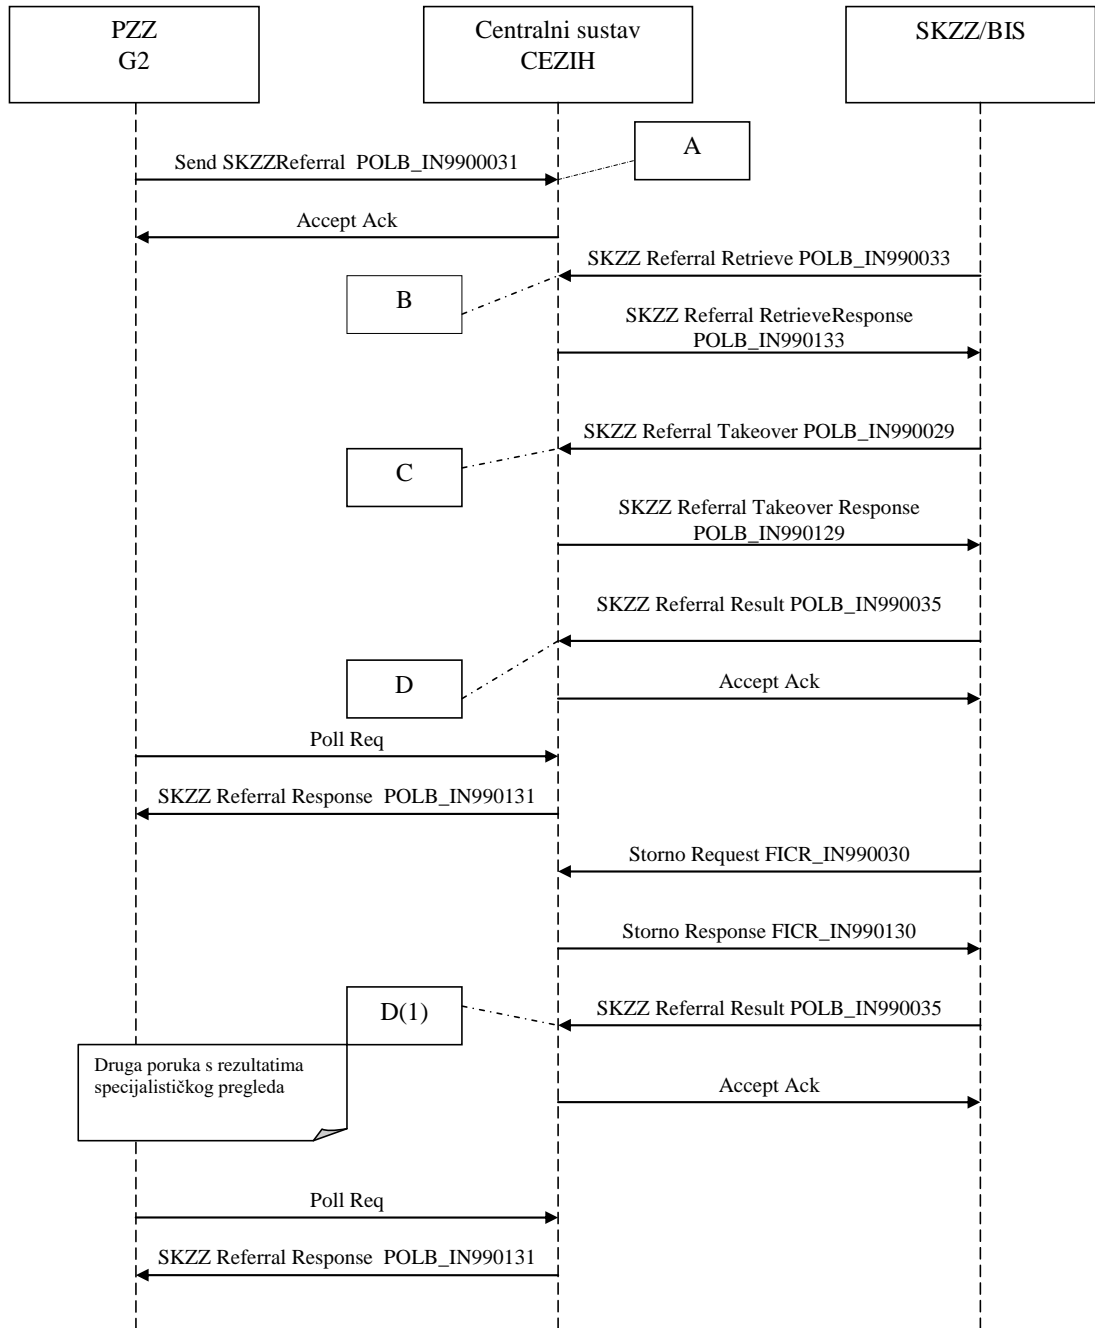 PZZ
G2
Centralni sustav
CEZIH
SKZZ/BIS
A
Send SKZZReferral  POLB_IN9900031
Accept Ack
SKZZ Referral Retrieve POLB_IN990033
B
SKZZ Referral RetrieveResponse
POLB_IN990133
SKZZ Referral Takeover POLB_IN990029
C
SKZZ Referral Takeover Response
POLB_IN990129
SKZZ Referral Result POLB_IN990035
D
Accept Ack
Poll Req
SKZZ Referral Response  POLB_IN990131
Storno Request FICR_IN990030
Storno Response FICR_IN990130
D(1)
SKZZ Referral Result POLB_IN990035
Druga poruka s rezultatima
specijalističkog pregleda
Accept Ack
Poll Req
SKZZ Referral Response  POLB_IN990131